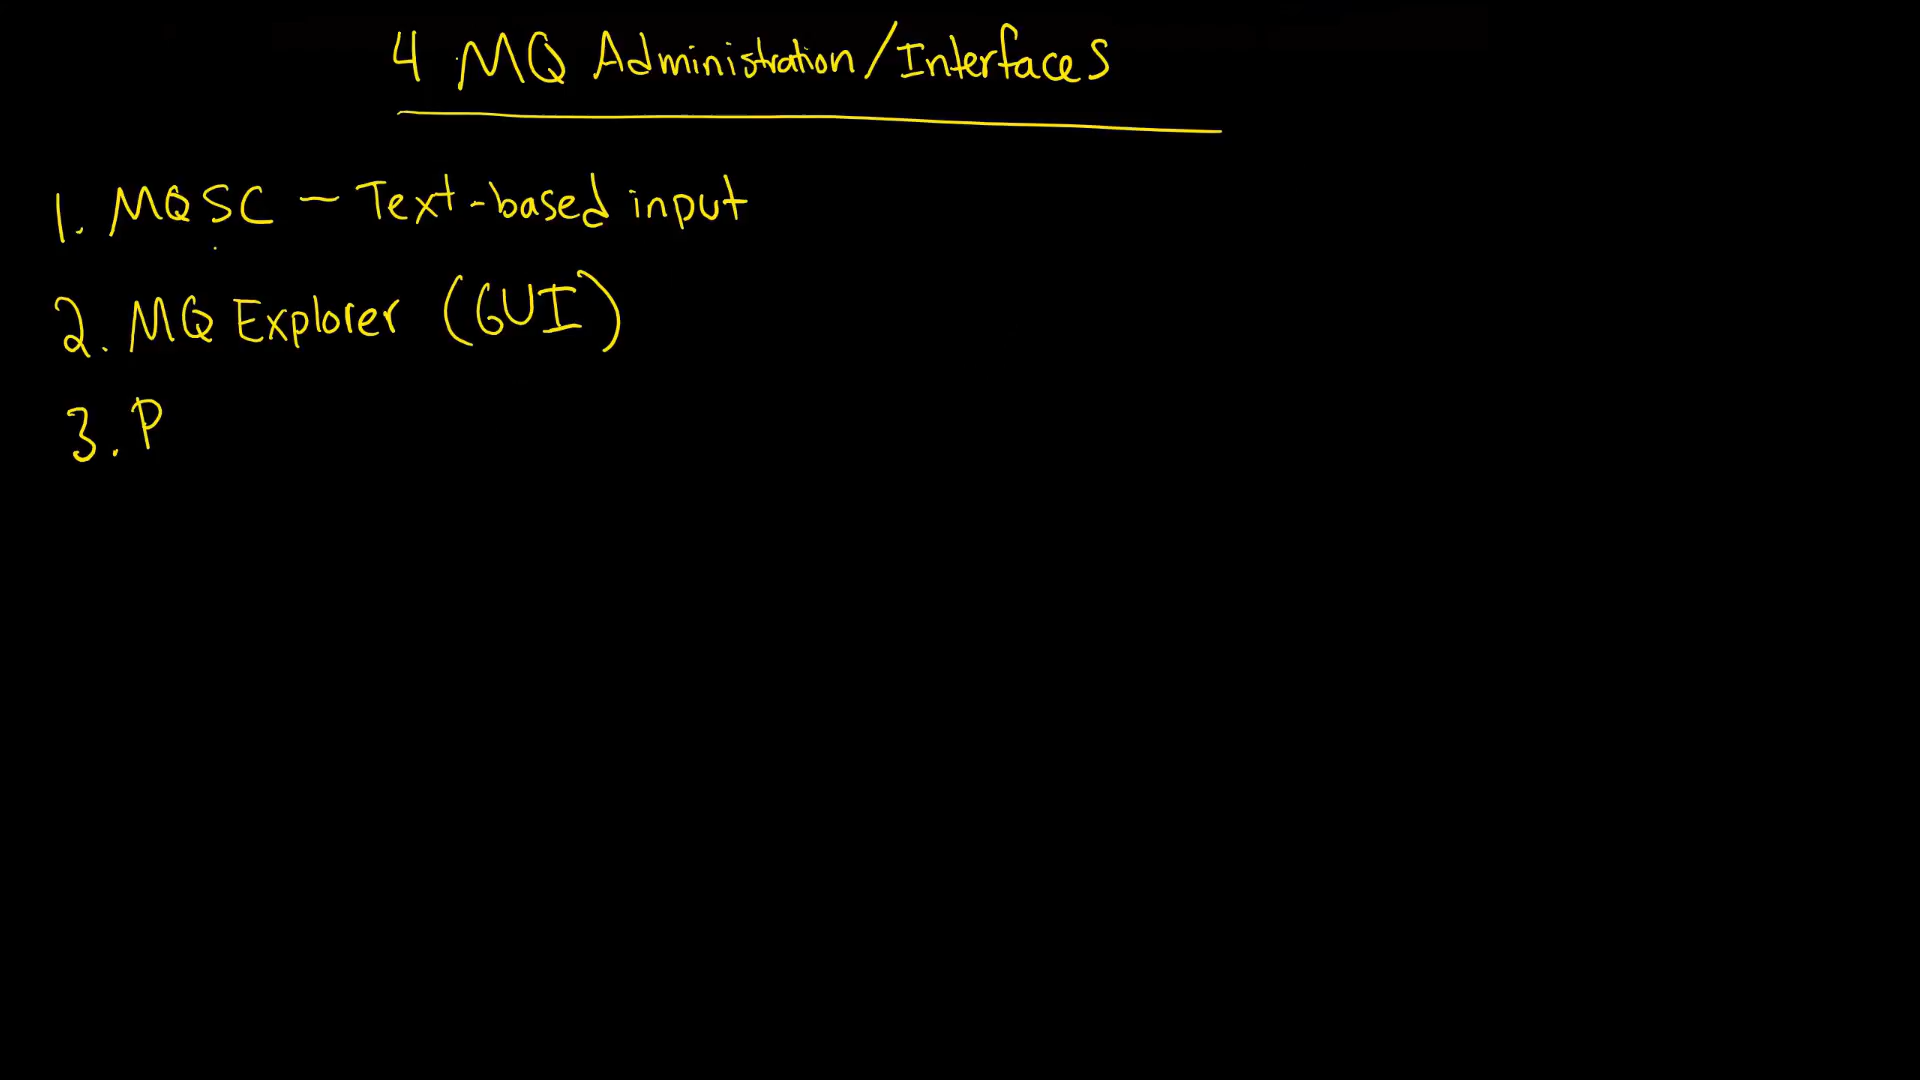 4 MQ Administration/Interfaces
1. MQSC - Text-based input
2. MQ Explorer (GUI)
3. P